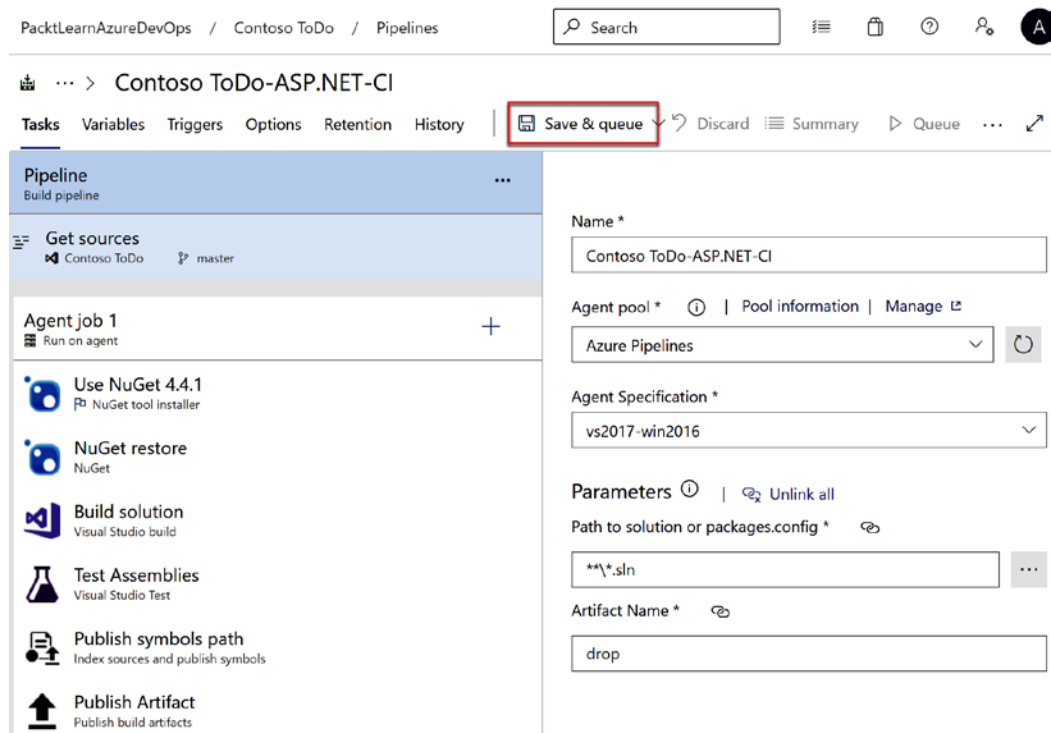 PacktLearnAzureDevOps / Contoso ToDo / Pipelines
Search
A
... > Contoso ToDo-ASP.NET-CI
Tasks Variables Triggers Options Retention History | Save & queue Discard Summary Queue ...
Pipeline
...
Build pipeline
Get sources
Contoso ToDo master
Agent job 1
Run on agent
+
Use NuGet 4.4.1
NuGet tool installer
NuGet restore
NuGet
Build solution
Visual Studio build
Test Assemblies
Visual Studio Test
Publish symbols path
Index sources and publish symbols
Publish Artifact
Publish build artifacts
Name *
Contoso ToDo-ASP.NET-CI
Agent pool * | Pool information | Manage
Azure Pipelines
Agent Specification *
vs2017-win2016
Parameters | Unlink all
Path to solution or packages.config *
**\*.sln
...
Artifact Name *
drop